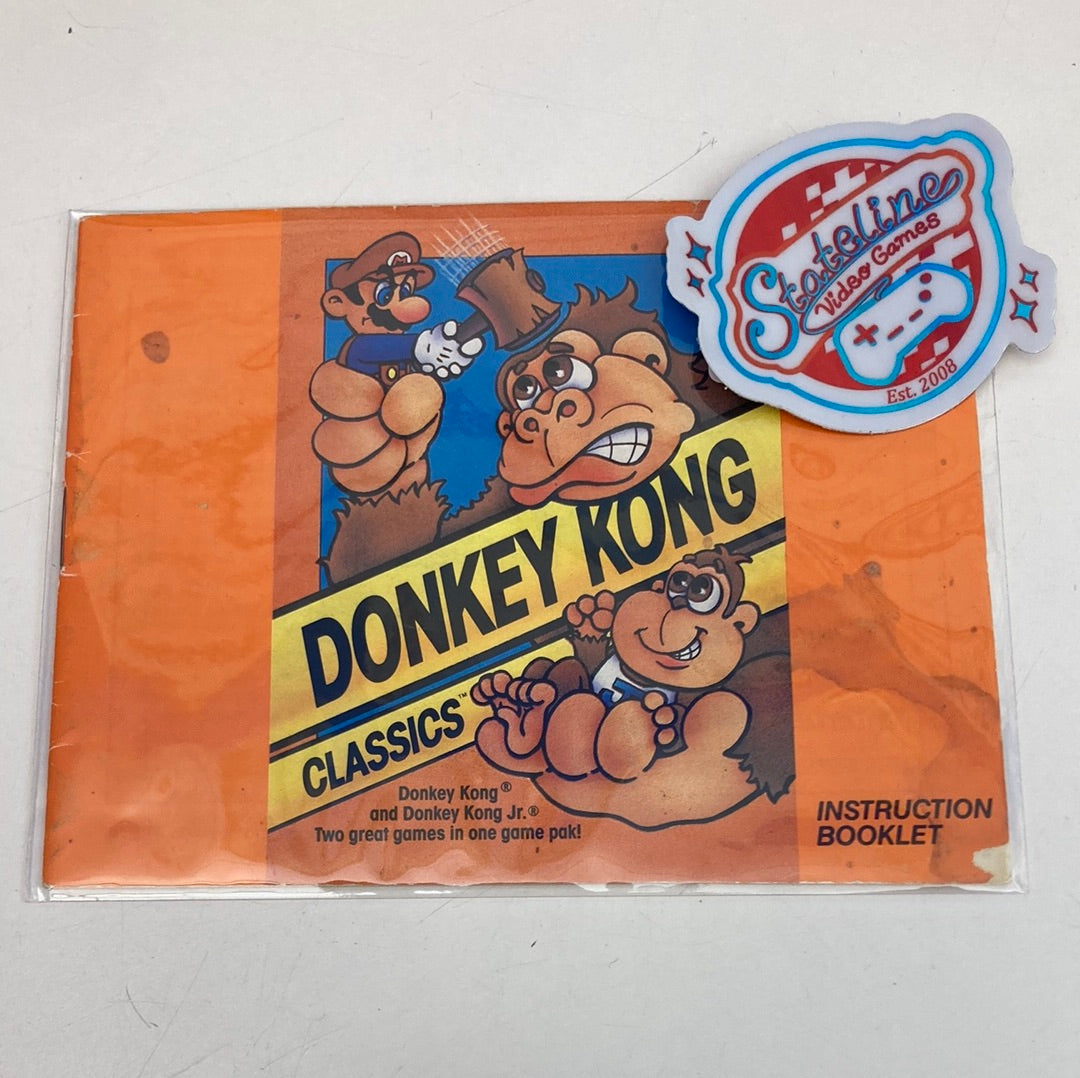 Stateline
Video Games
Est. 2008
M
DONKEY KONG
CLASSICS™
J
Donkey Kong®
and Donkey Kong Jr.®
Two great games in one game pak!
INSTRUCTION
BOOKLET